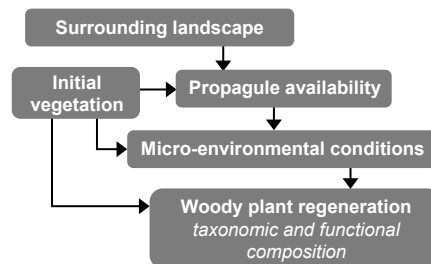 Surrounding landscape
Initial
vegetation
Propagule availability
Micro-environmental conditions
Woody plant regeneration
taxonomic and functional
composition